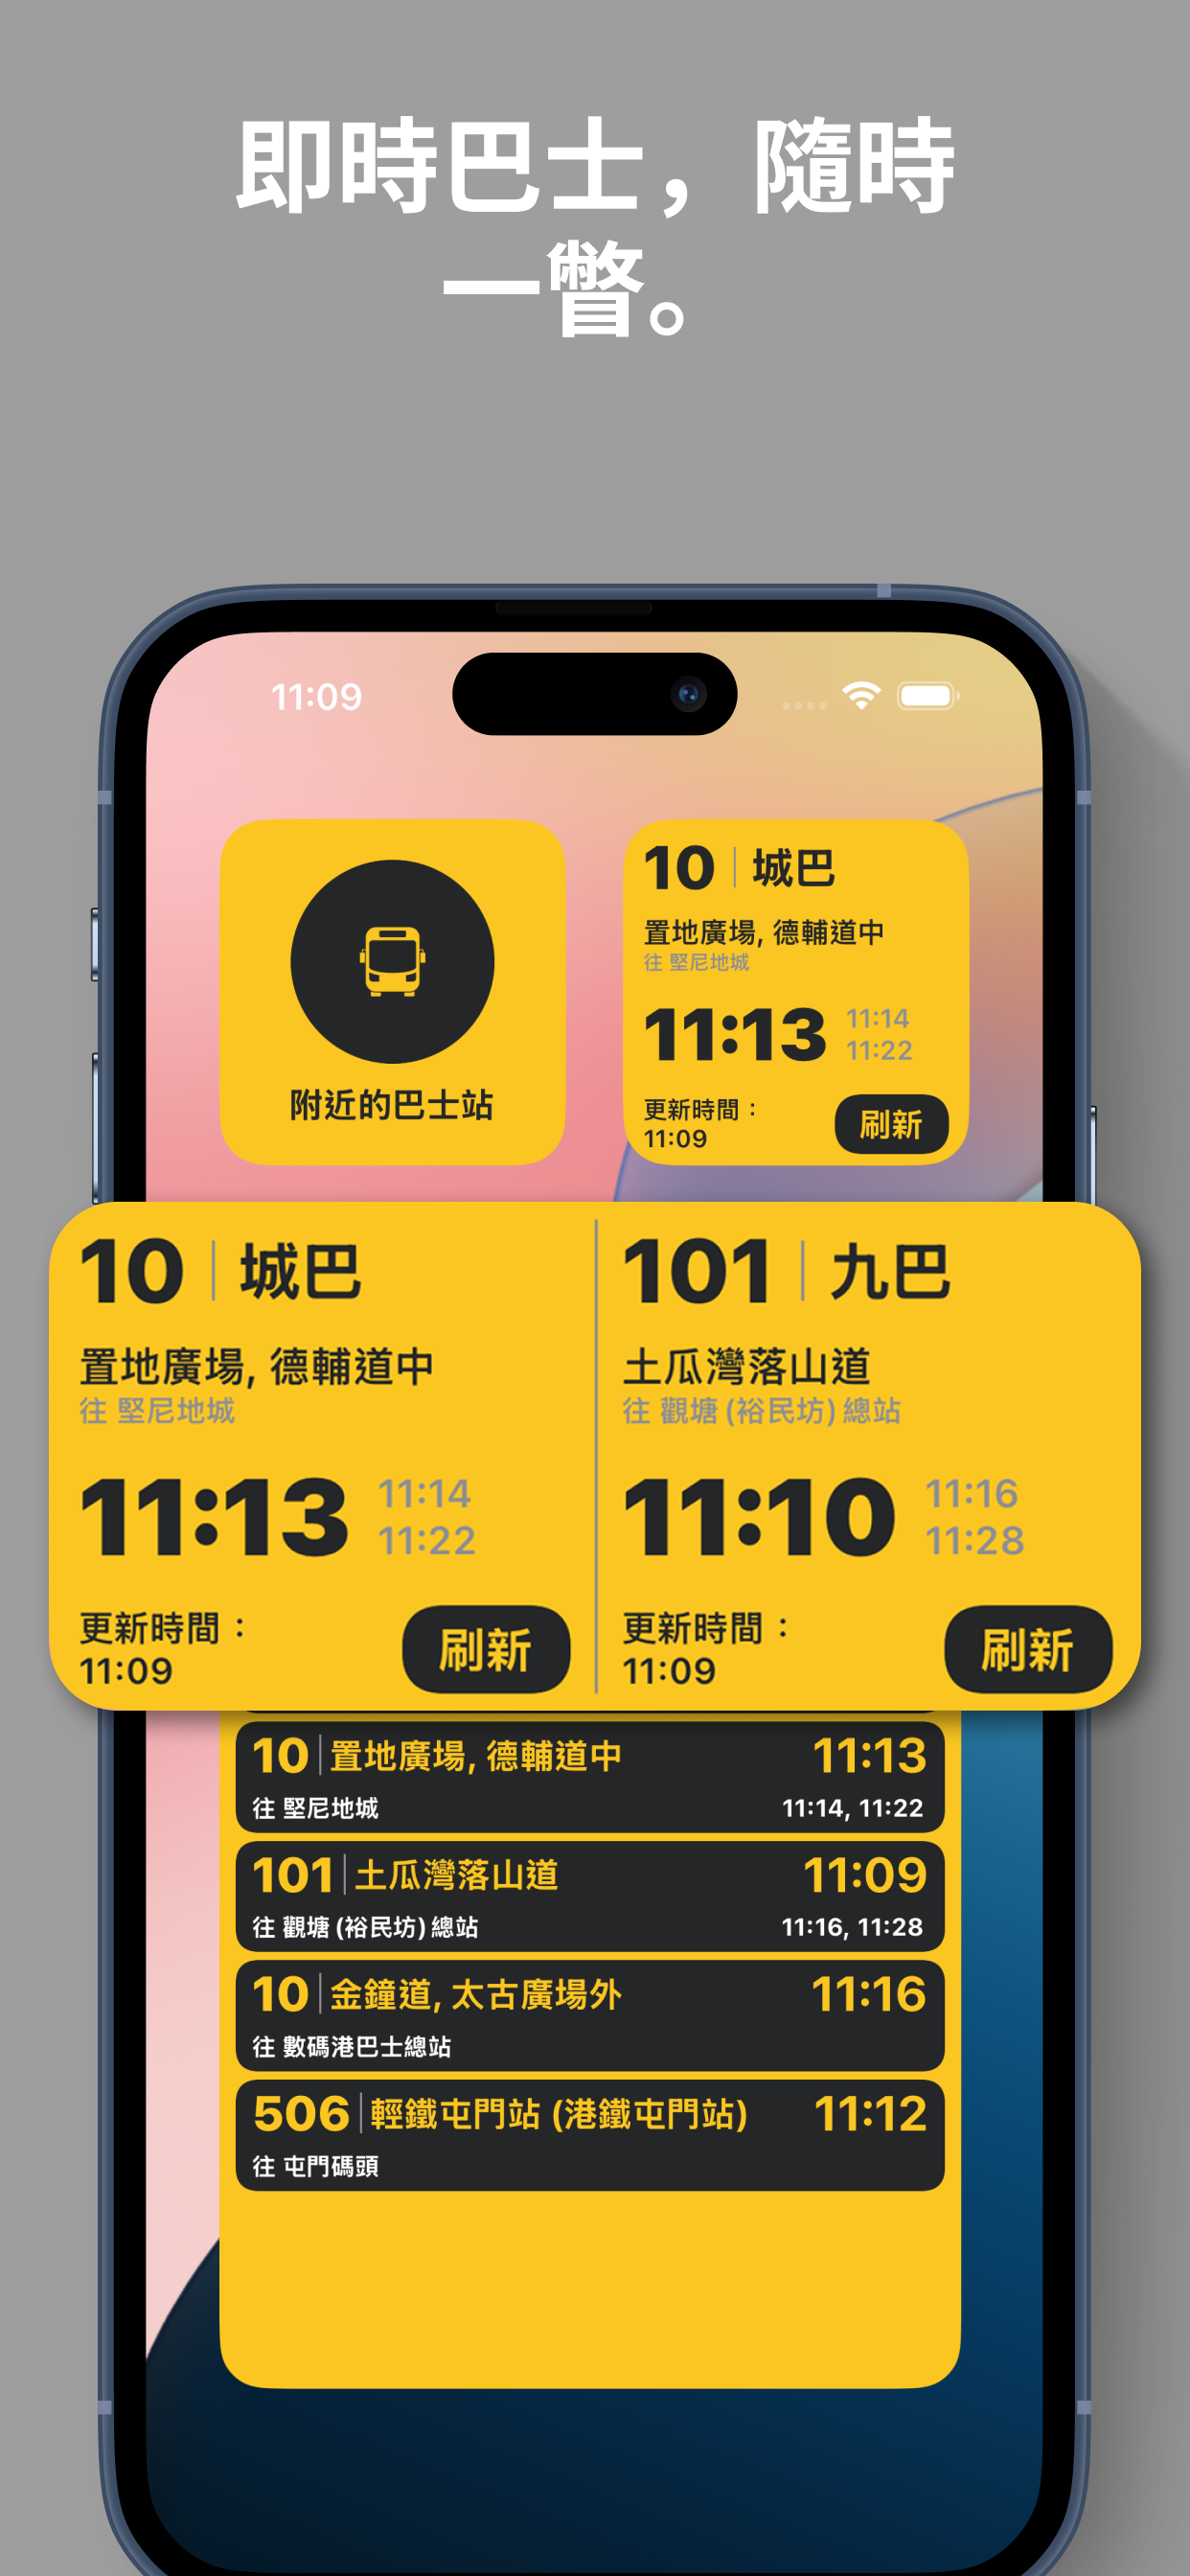 即時巴士，隨時
一瞥。
11:09
10 城巴
置地廣場, 德輔道中
往 堅尼地城
11:13 11:14
11:22
更新時間：
11:09
刷新
附近的巴士站
10 城巴
置地廣場, 德輔道中
往 堅尼地城
11:13 11:14
11:22
更新時間：
11:09
刷新
101 九巴
土瓜灣落山道
往 觀塘 (裕民坊) 總站
11:10 11:16
11:28
更新時間：
11:09
刷新
10 置地廣場, 德輔道中 11:13
往 堅尼地城 11:14, 11:22
101 土瓜灣落山道 11:09
往 觀塘 (裕民坊) 總站 11:16, 11:28
10 金鐘道, 太古廣場外 11:16
往 數碼港巴士總站
506 輕鐵屯門站 (港鐵屯門站) 11:12
往 屯門碼頭